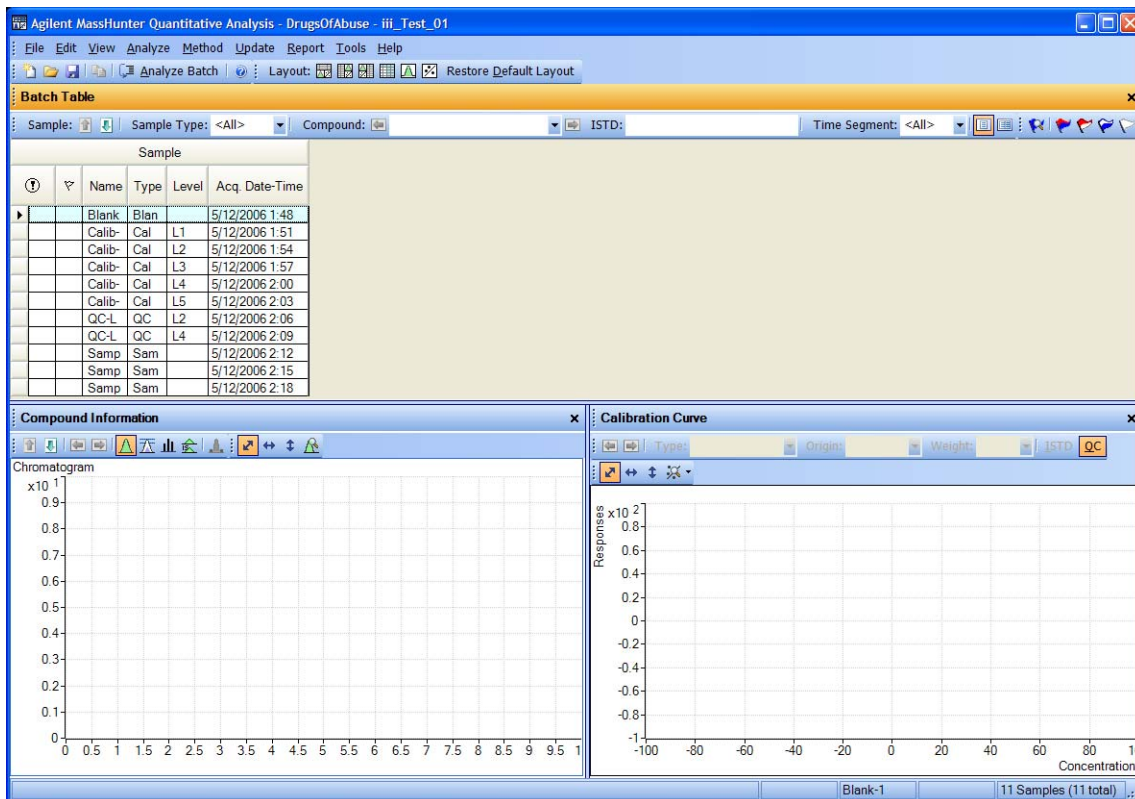 Agilent MassHunter Quantitative Analysis - DrugsOfAbuse - iii_Test_01
File Edit View Analyze Method Update Report Tools Help
Analyze Batch Layout: Restore Default Layout
Batch Table
Sample: Sample Type: <All> Compound: ISTD: Time Segment: <All>
Sample
Name Type Level Acq. Date-Time
Blank Blan 5/12/2006 1:48
Calib- Cal L1 5/12/2006 1:51
Calib- Cal L2 5/12/2006 1:54
Calib- Cal L3 5/12/2006 1:57
Calib- Cal L4 5/12/2006 2:00
Calib- Cal L5 5/12/2006 2:03
QC-L QC L2 5/12/2006 2:06
QC-L QC L4 5/12/2006 2:09
Samp Sam 5/12/2006 2:12
Samp Sam 5/12/2006 2:15
Samp Sam 5/12/2006 2:18
Compound Information
Chromatogram
x10 1
0.9
0.8
0.7
0.6
0.5
0.4
0.3
0.2
0.1
0
0 0.5 1 1.5 2 2.5 3 3.5 4 4.5 5 5.5 6 6.5 7 7.5 8 8.5 9 9.5 1
Calibration Curve
Type: Origin: Weight: ISTD QC
Responses
x10 2
0.8
0.6
0.4
0.2
0
-0.2
-0.4
-0.6
-0.8
-1
-100 -80 -60 -40 -20 0 20 40 60 80 1
Concentration
Blank-1 11 Samples (11 total)